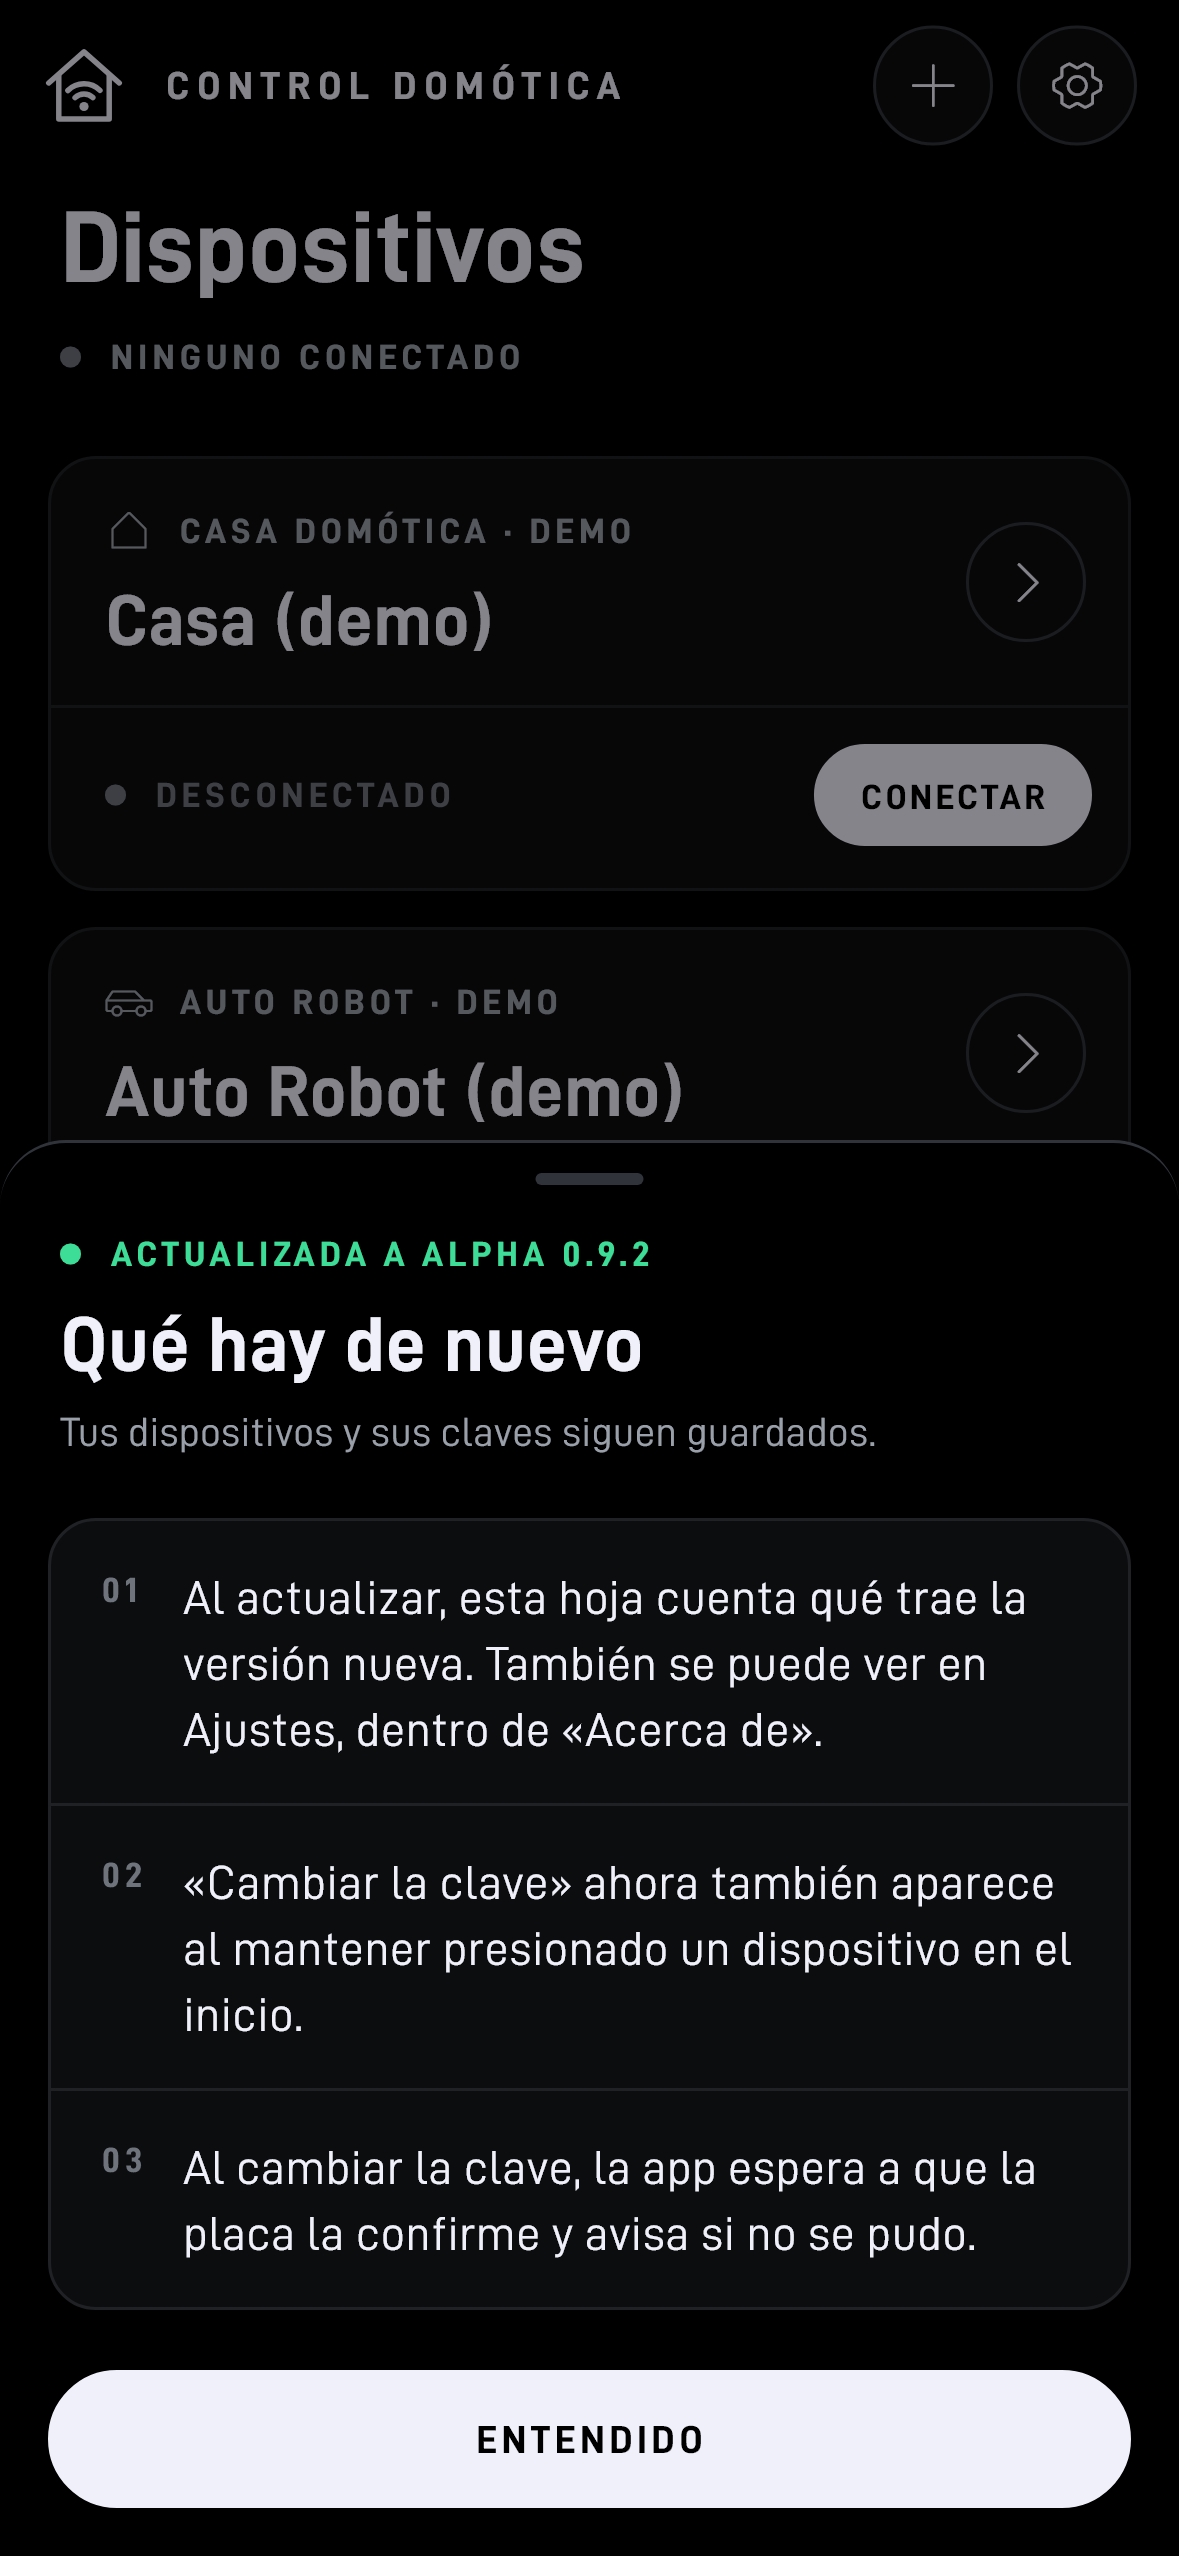 CONTROL DOMÓTICA
Dispositivos
NINGUNO CONECTADO
CASA DOMÓTICA · DEMO
Casa (demo)
DESCONECTADO
CONECTAR
AUTO ROBOT · DEMO
Auto Robot (demo)
ACTUALIZADA A ALPHA 0.9.2
Qué hay de nuevo
Tus dispositivos y sus claves siguen guardados.
01 Al actualizar, esta hoja cuenta qué trae la
versión nueva. También se puede ver en
Ajustes, dentro de «Acerca de».
02 «Cambiar la clave» ahora también aparece
al mantener presionado un dispositivo en el
inicio.
03 Al cambiar la clave, la app espera a que la
placa la confirme y avisa si no se pudo.
ENTENDIDO